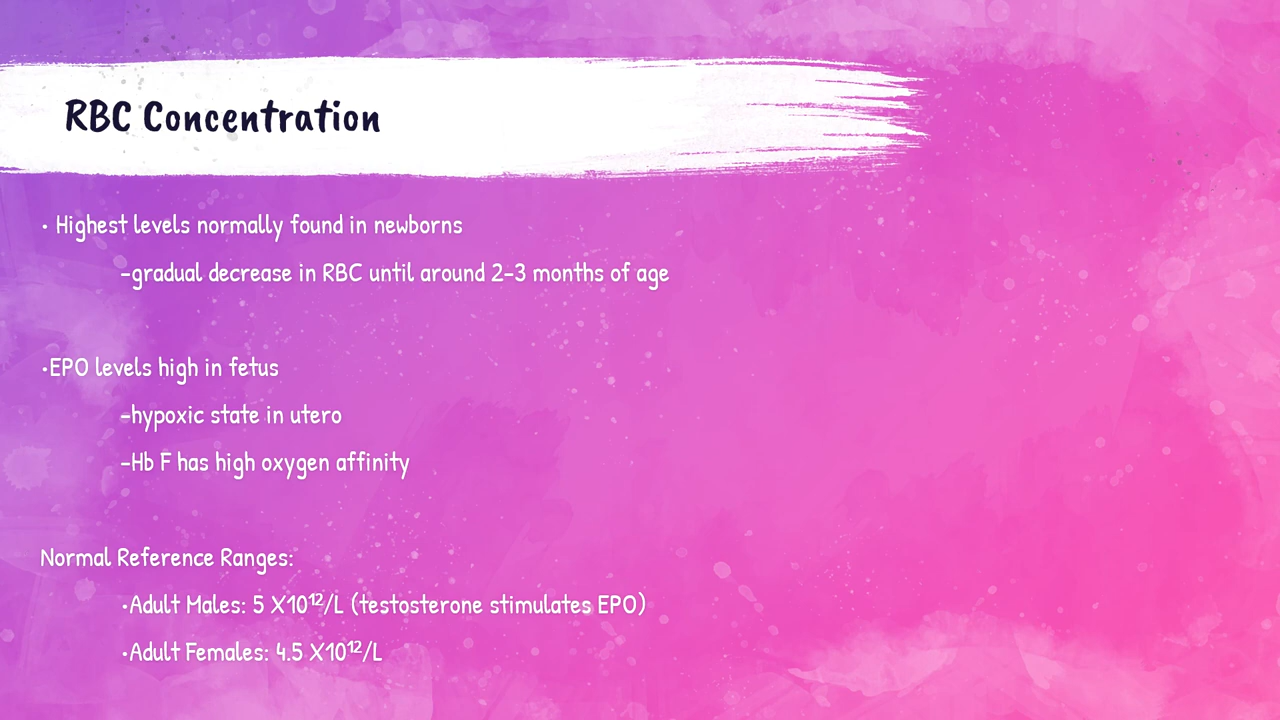 RBC Concentration
• Highest levels normally found in newborns
–gradual decrease in RBC until around 2–3 months of age
•EPO levels high in fetus
–hypoxic state in utero
–Hb F has high oxygen affinity
Normal Reference Ranges:
•Adult Males: 5 X10¹²/L (testosterone stimulates EPO)
•Adult Females: 4.5 X10¹²/L